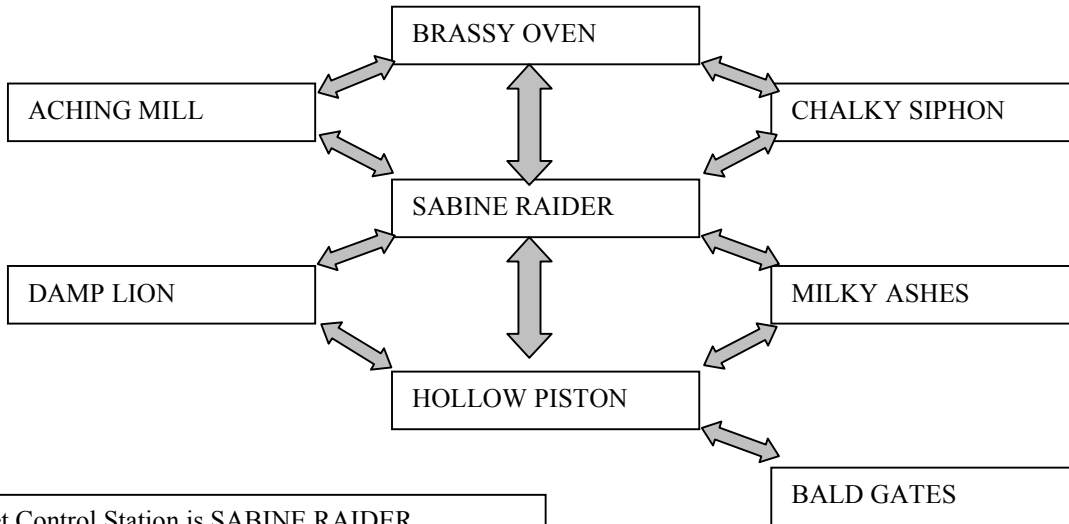 BRASSY OVEN
ACHING MILL
CHALKY SIPHON
SABINE RAIDER
DAMP LION
MILKY ASHES
HOLLOW PISTON
BALD GATES
Control Station is SABINE RAIDER